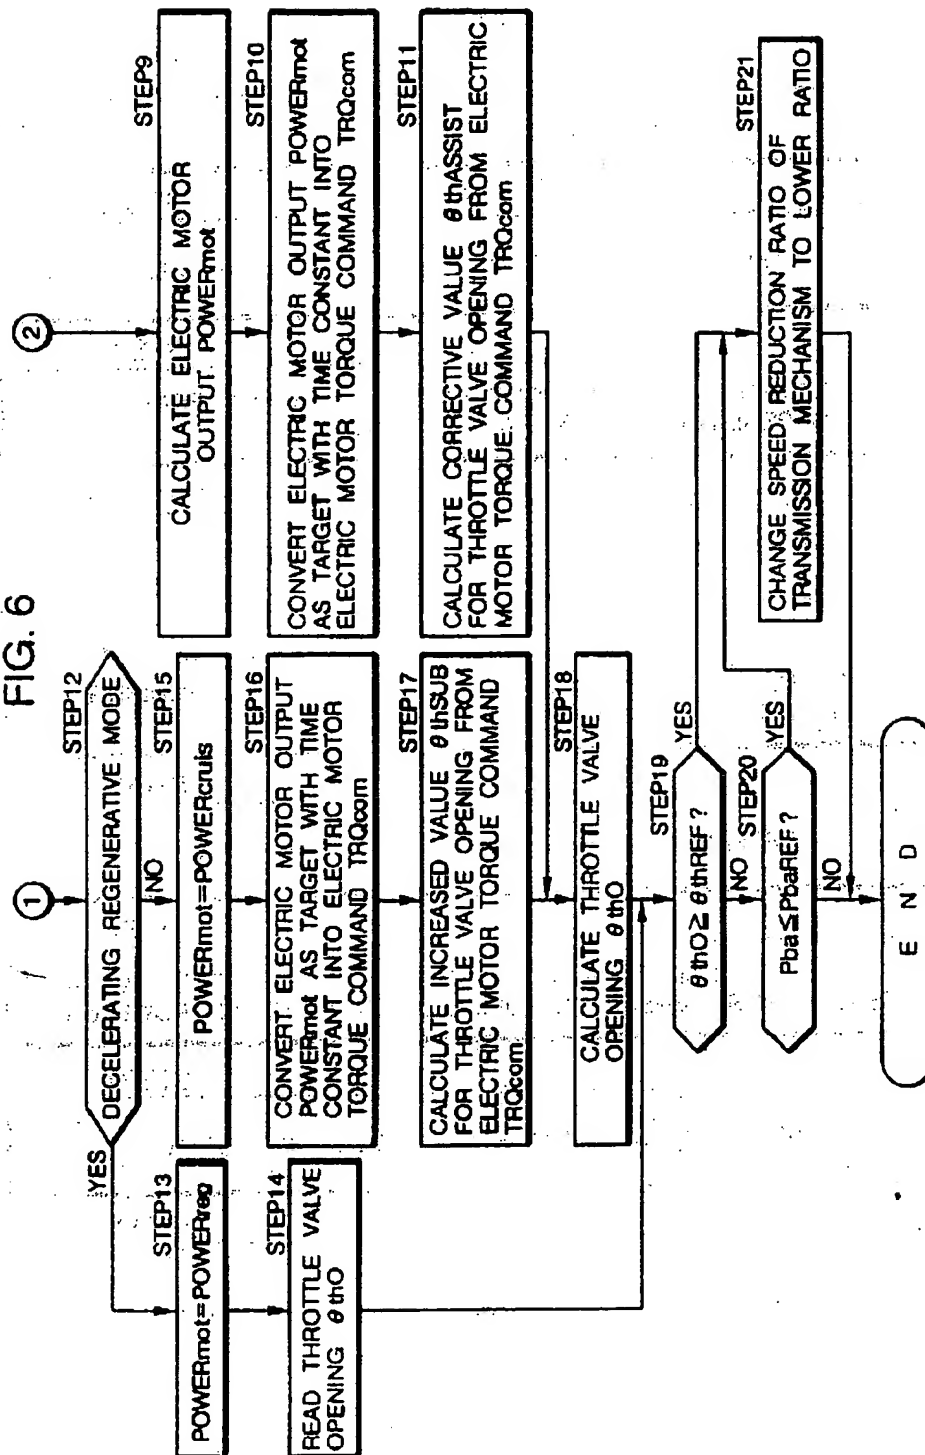 FIG. 6
1
STEP12
DECELERATING REGENERATIVE MODE
YES
NO
STEP13
POWERmot=POWERreg
STEP14
READ THROTTLE VALVE
OPENING θthO
STEP15
POWERmot=POWERcruis
STEP16
CONVERT ELECTRIC MOTOR OUTPUT
POWERmot AS TARGET WITH TIME
CONSTANT INTO ELECTRIC MOTOR
TORQUE COMMAND TRQcom
STEP17
CALCULATE INCREASED VALUE θthSUB
FOR THROTTLE VALVE OPENING FROM
ELECTRIC MOTOR TORQUE COMMAND
TRQcom
2
STEP9
CALCULATE ELECTRIC MOTOR
OUTPUT POWERmot
STEP10
CONVERT ELECTRIC MOTOR OUTPUT POWERmot
AS TARGET WITH TIME CONSTANT INTO
ELECTRIC MOTOR TORQUE COMMAND TRQcom
STEP11
CALCULATE CORRECTIVE VALUE θthASSIST
FOR THROTTLE VALVE OPENING FROM ELECTRIC
MOTOR TORQUE COMMAND TRQcom
STEP18
CALCULATE THROTTLE VALVE
OPENING θthO
STEP19
θthO≧θthREF?
YES
NO
STEP20
Pba≦PbaREF?
YES
NO
STEP21
CHANGE SPEED REDUCTION RATIO OF
TRANSMISSION MECHANISM TO LOWER RATIO
END